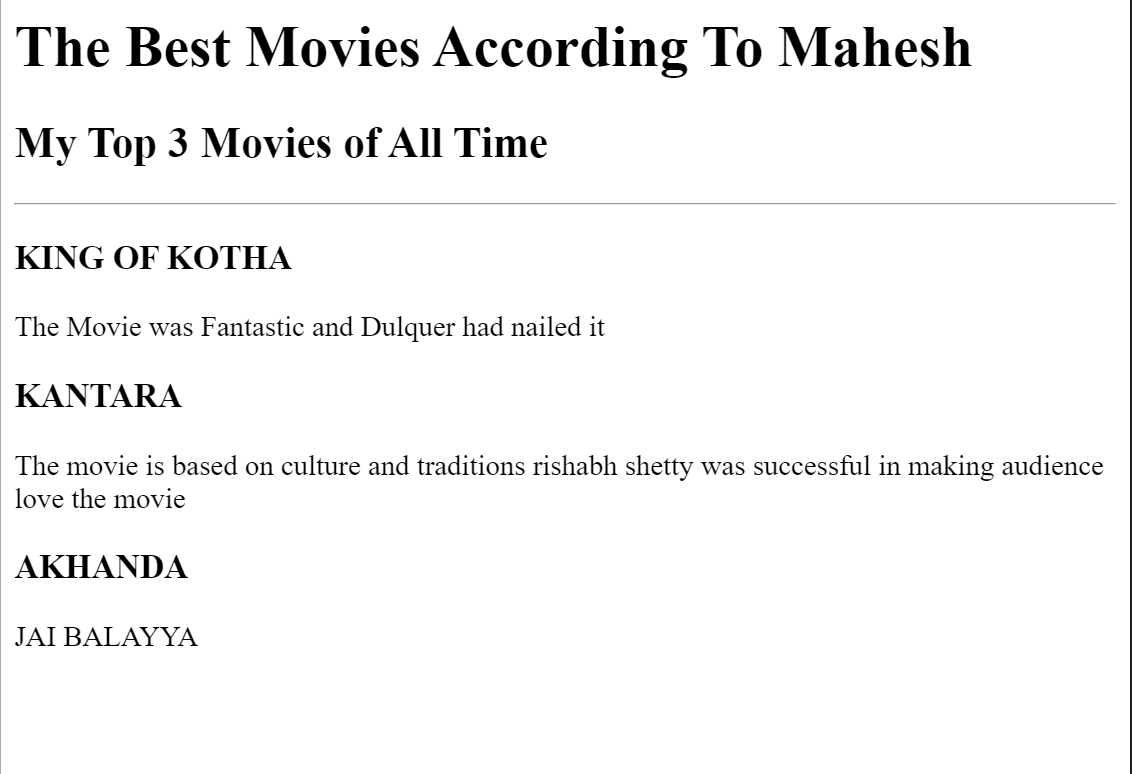 The Best Movies According To Mahesh
My Top 3 Movies of All Time
KING OF KOTHA
The Movie was Fantastic and Dulquer had nailed it
KANTARA
The movie is based on culture and traditions rishabh shetty was successful in making audience
love the movie
AKHANDA
JAI BALAYYA